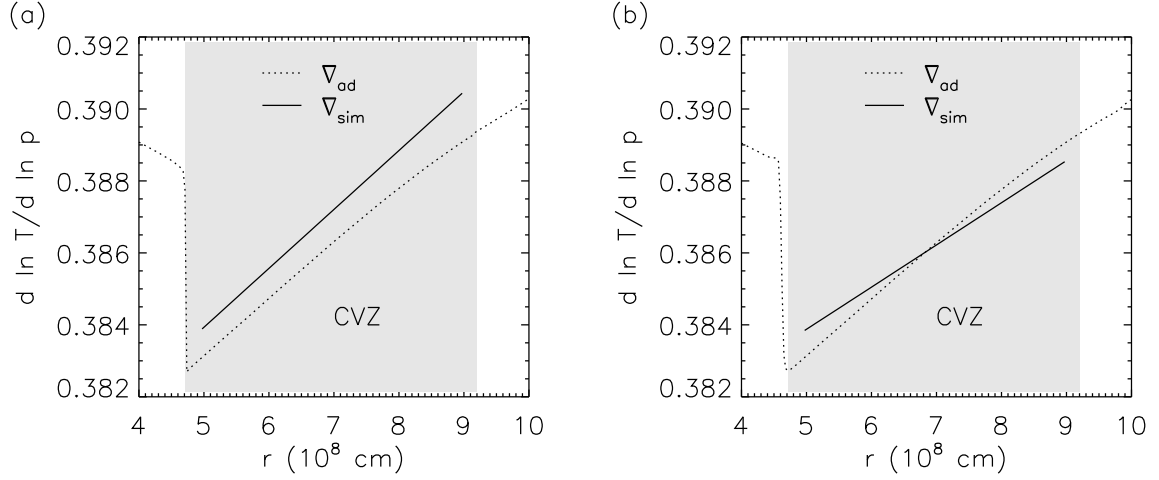 (a)
0.392
0.390
0.388
0.386
0.384
0.382
d ln T/d ln p
∇ad
∇sim
CVZ
4 5 6 7 8 9 10
r (10⁸ cm)
(b)
0.392
0.390
0.388
0.386
0.384
0.382
d ln T/d ln p
∇ad
∇sim
CVZ
4 5 6 7 8 9 10
r (10⁸ cm)